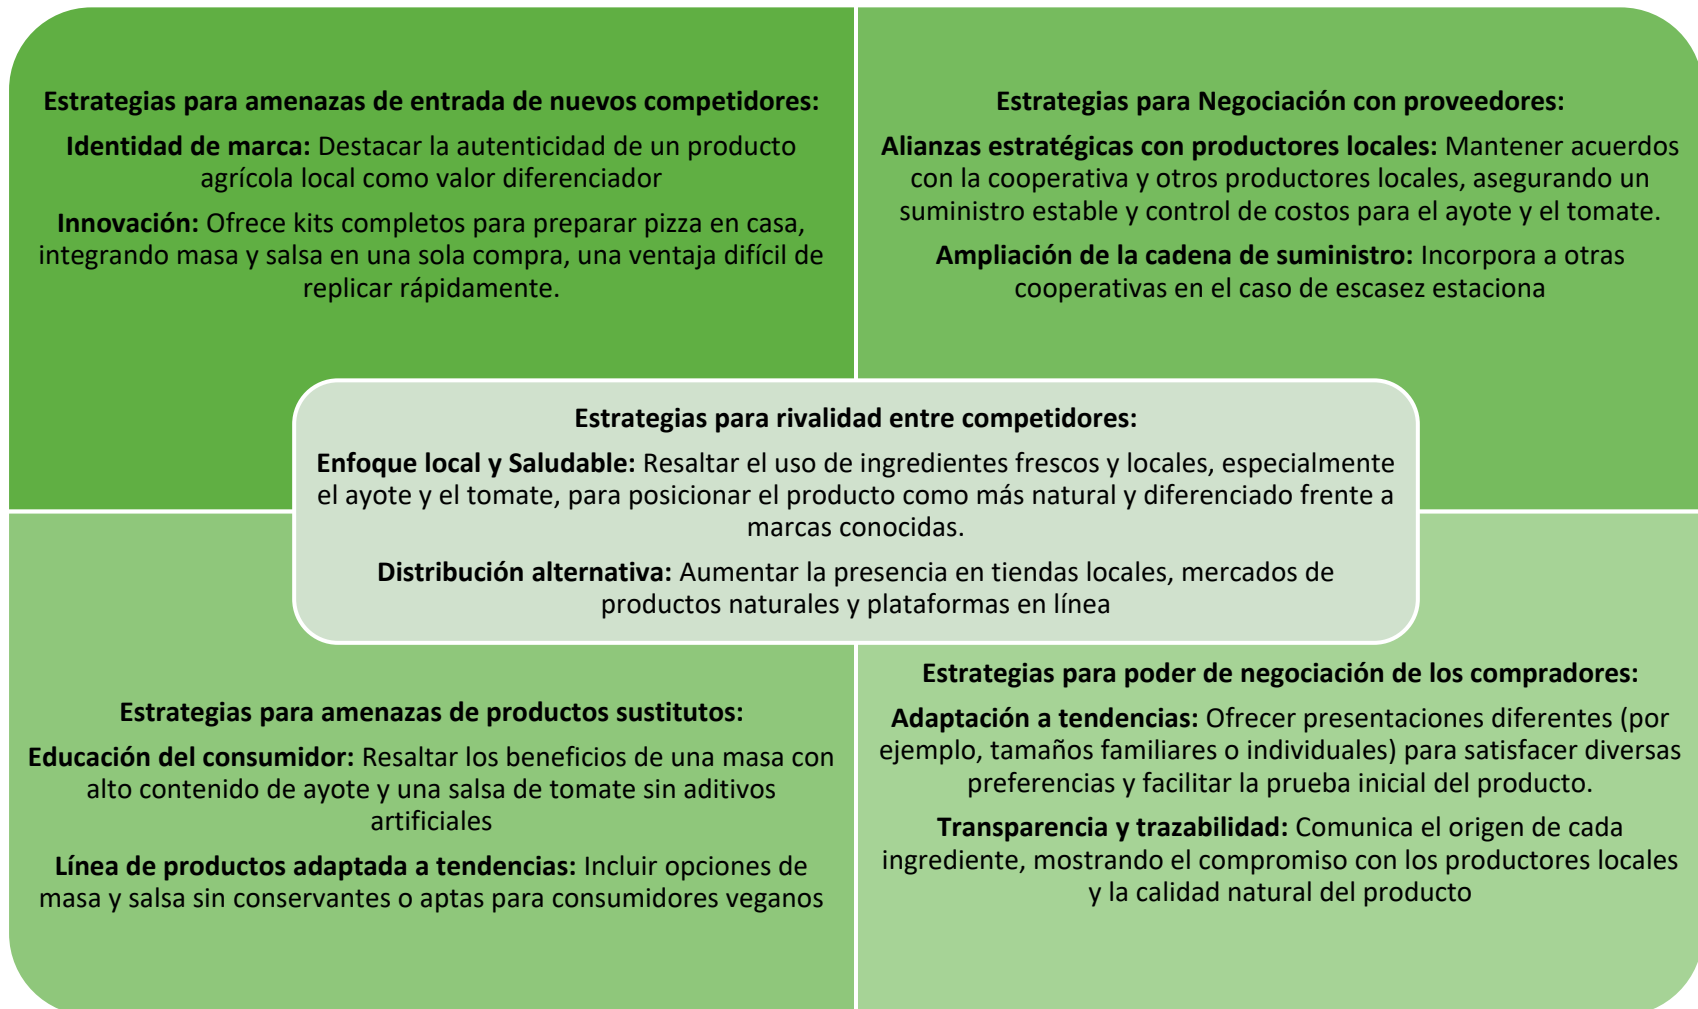 Estrategias para amenazas de entrada de nuevos competidores:
Identidad de marca: Destacar la autenticidad de un producto
agrícola local como valor diferenciador
Innovación: Ofrece kits completos para preparar pizza en casa,
integrando masa y salsa en una sola compra, una ventaja difícil de
replicar rápidamente.
Estrategias para Negociación con proveedores:
Alianzas estratégicas con productores locales: Mantener acuerdos
con la cooperativa y otros productores locales, asegurando un
suministro estable y control de costos para el ayote y el tomate.
Ampliación de la cadena de suministro: Incorpora a otras
cooperativas en el caso de escasez estaciona
Estrategias para rivalidad entre competidores:
Enfoque local y Saludable: Resaltar el uso de ingredientes frescos y locales, especialmente
el ayote y el tomate, para posicionar el producto como más natural y diferenciado frente a
marcas conocidas.
Distribución alternativa: Aumentar la presencia en tiendas locales, mercados de
productos naturales y plataformas en línea
Estrategias para amenazas de productos sustitutos:
Educación del consumidor: Resaltar los beneficios de una masa con
alto contenido de ayote y una salsa de tomate sin aditivos
artificiales
Línea de productos adaptada a tendencias: Incluir opciones de
masa y salsa sin conservantes o aptas para consumidores veganos
Estrategias para poder de negociación de los compradores:
Adaptación a tendencias: Ofrecer presentaciones diferentes (por
ejemplo, tamaños familiares o individuales) para satisfacer diversas
preferencias y facilitar la prueba inicial del producto.
Transparencia y trazabilidad: Comunica el origen de cada
ingrediente, mostrando el compromiso con los productores locales
y la calidad natural del producto